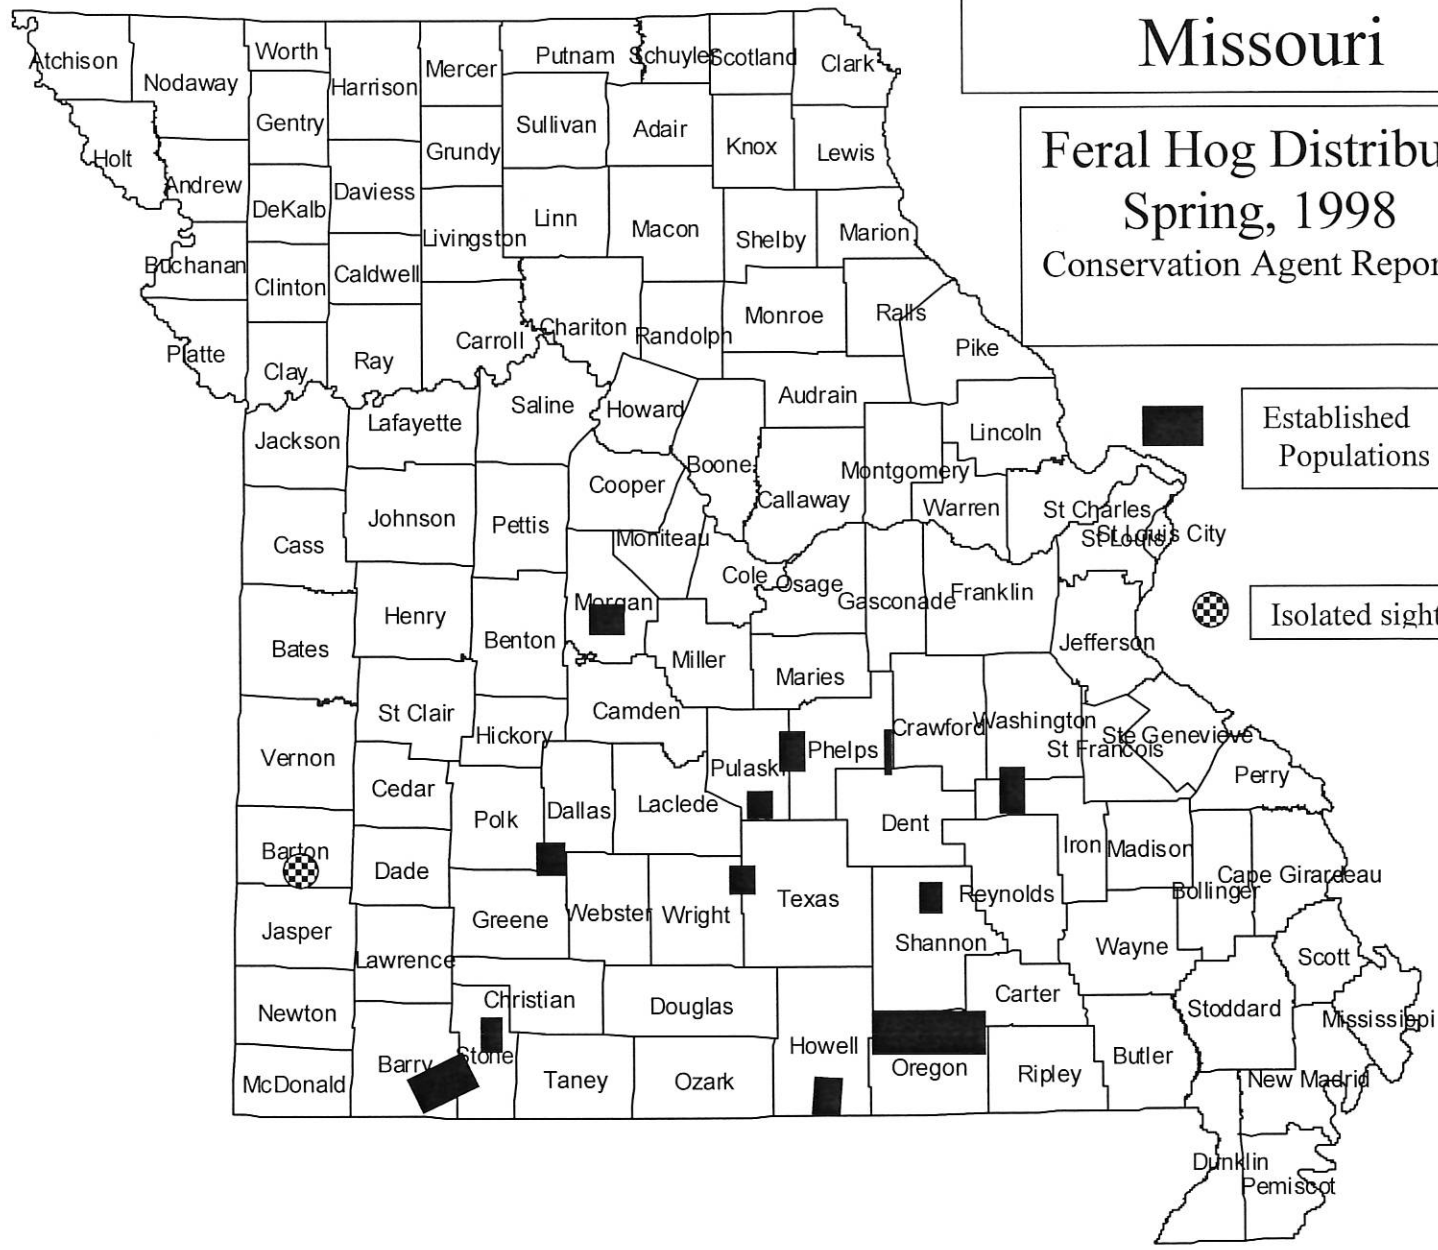 Missouri
Feral Hog Distribu
Spring, 1998
Conservation Agent Repor
Established
Populations
Isolated sight
Atchison
Nodaway
Worth
Harrison
Mercer
Putnam
Schuyler
Scotland
Clark
Gentry
Sullivan
Adair
Knox
Lewis
Grundy
Holt
Andrew
DeKalb
Daviess
Livingston
Linn
Macon
Shelby
Marion
Buchanan
Clinton
Caldwell
Carroll
Chariton
Randolph
Monroe
Ralls
Pike
Platte
Clay
Ray
Saline
Howard
Audrain
Lincoln
Jackson
Lafayette
Cooper
Boone
Callaway
Montgomery
Warren
St Charles
St Louis
St Louis City
Cass
Johnson
Pettis
Moniteau
Cole
Osage
Gasconade
Franklin
Jefferson
Bates
Henry
Benton
Morgan
Miller
Maries
Vernon
St Clair
Hickory
Camden
Pulaski
Phelps
Crawford
Washington
St Francois
Ste Genevieve
Perry
Cedar
Polk
Dallas
Laclede
Dent
Iron
Madison
Bollinger
Cape Girardeau
Barton
Dade
Greene
Webster
Wright
Texas
Shannon
Reynolds
Wayne
Scott
Jasper
Lawrence
Christian
Douglas
Howell
Carter
Stoddard
Mississippi
Newton
Barry
Stone
Taney
Ozark
Oregon
Ripley
Butler
New Madrid
McDonald
Dunklin
Pemiscot